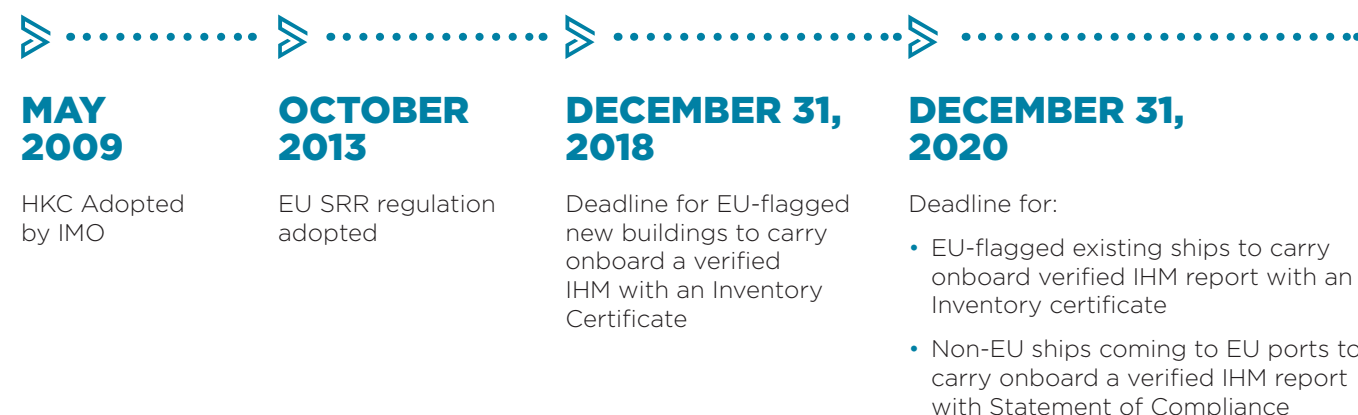 MAY
2009
HKC Adopted
by IMO
OCTOBER
2013
EU SRR regulation
adopted
DECEMBER 31,
2018
Deadline for EU-flagged
new buildings to carry
onboard a verified
IHM with an Inventory
Certificate
DECEMBER 31,
2020
Deadline for:
• EU-flagged existing ships to carry
onboard verified IHM report with an
Inventory certificate
• Non-EU ships coming to EU ports to
carry onboard a verified IHM report
with Statement of Compliance